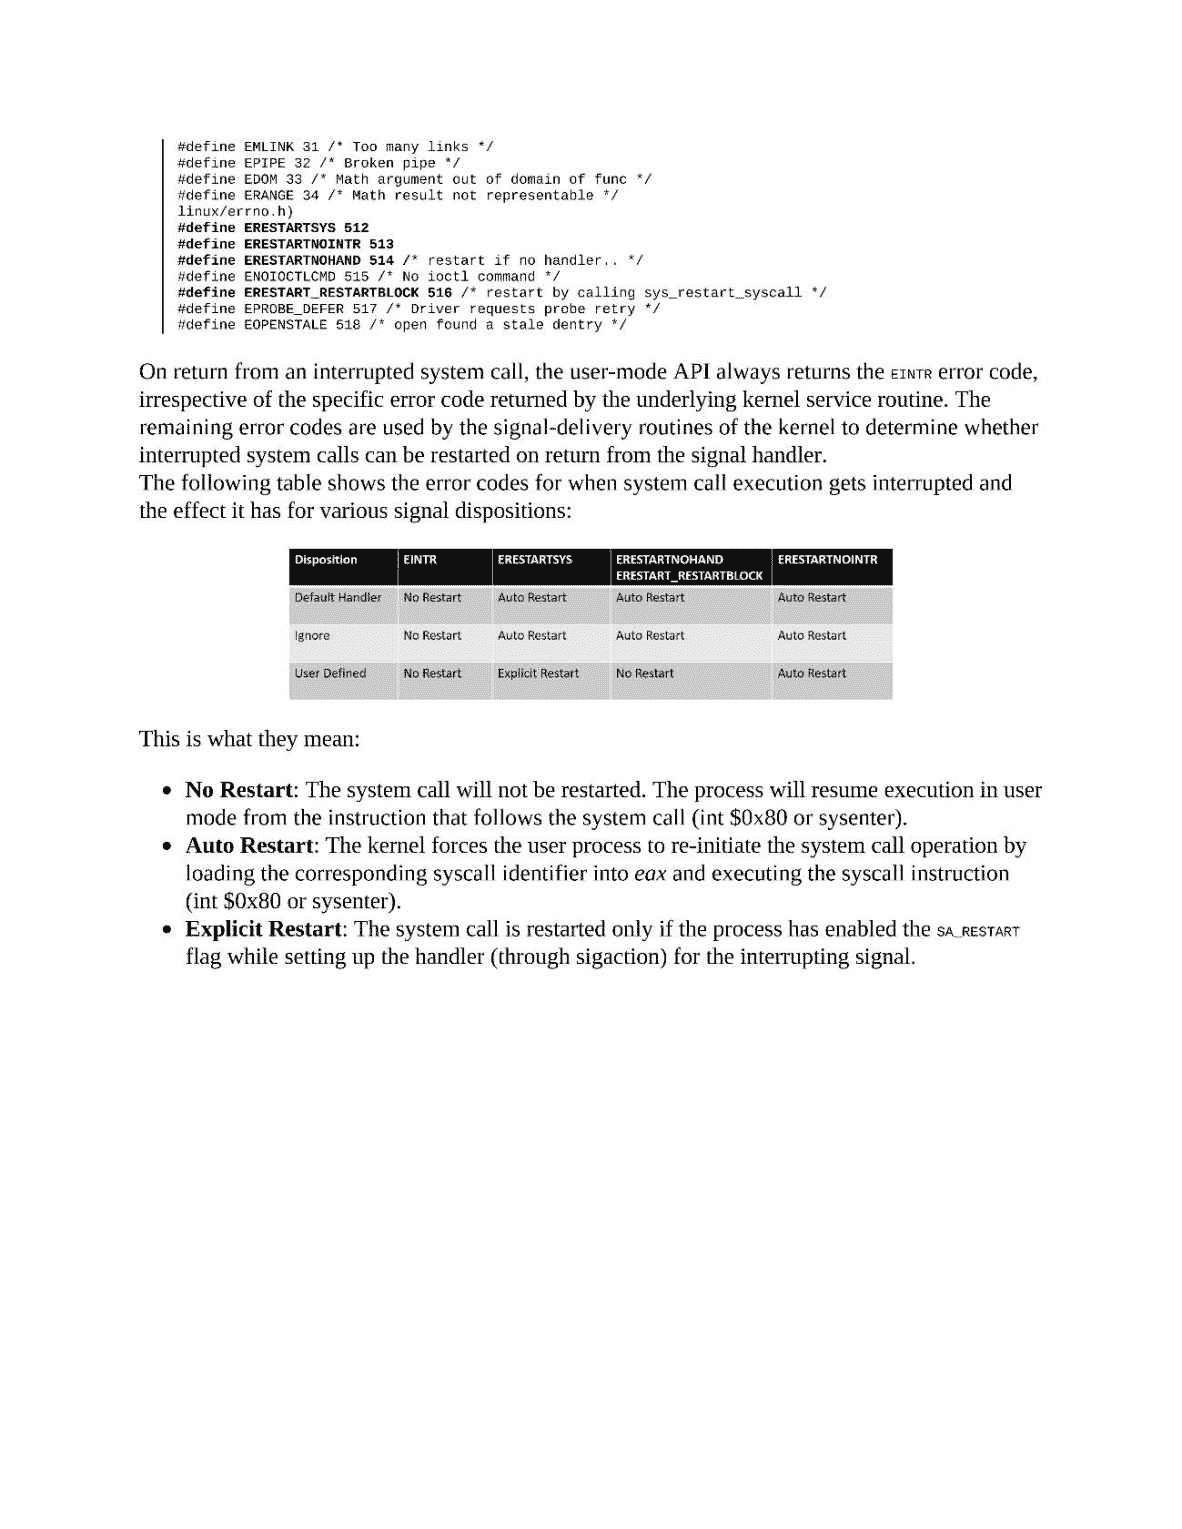 #define EMLINK 31 /* Too many links */
#define EPIPE 32 /* Broken pipe */
#define EDOM 33 /* Math argument out of domain of func */
#define ERANGE 34 /* Math result not representable */
linux/errno.h)
#define ERESTARTSYS 512
#define ERESTARTNOINTR 513
#define ERESTARTNOHAND 514 /* restart if no handler.. */
#define ENOIOCTLCMD 515 /* No ioctl command */
#define ERESTART_RESTARTBLOCK 516 /* restart by calling sys_restart_syscall */
#define EPROBE_DEFER 517 /* Driver requests probe retry */
#define EOPENSTALE 518 /* open found a stale dentry */
On return from an interrupted system call, the user-mode API always returns the EINTR error code,
irrespective of the specific error code returned by the underlying kernel service routine. The
remaining error codes are used by the signal-delivery routines of the kernel to determine whether
interrupted system calls can be restarted on return from the signal handler.
The following table shows the error codes for when system call execution gets interrupted and
the effect it has for various signal dispositions:
Disposition EINTR ERESTARTSYS ERESTARTNOHAND ERESTARTNOINTR
ERESTART_RESTARTBLOCK
Default Handler No Restart Auto Restart Auto Restart Auto Restart
Ignore No Restart Auto Restart Auto Restart Auto Restart
User Defined No Restart Explicit Restart No Restart Auto Restart
This is what they mean:
• No Restart: The system call will not be restarted. The process will resume execution in user
mode from the instruction that follows the system call (int $0x80 or sysenter).
• Auto Restart: The kernel forces the user process to re-initiate the system call operation by
loading the corresponding syscall identifier into eax and executing the syscall instruction
(int $0x80 or sysenter).
• Explicit Restart: The system call is restarted only if the process has enabled the SA_RESTART
flag while setting up the handler (through sigaction) for the interrupting signal.